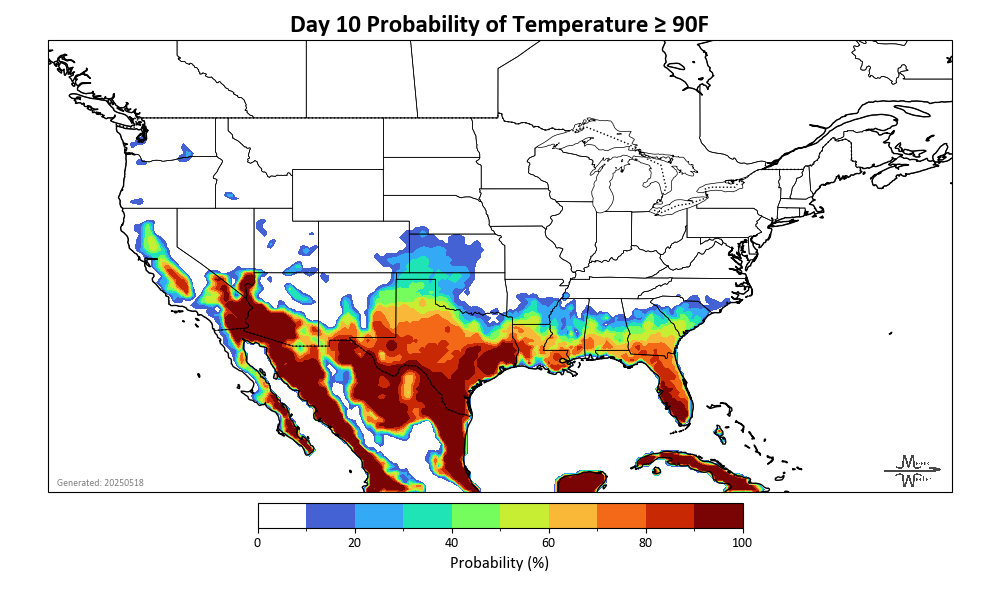 Day 10 Probability of Temperature ≥ 90F
Generated: 20250518
0 20 40 60 80 100
Probability (%)